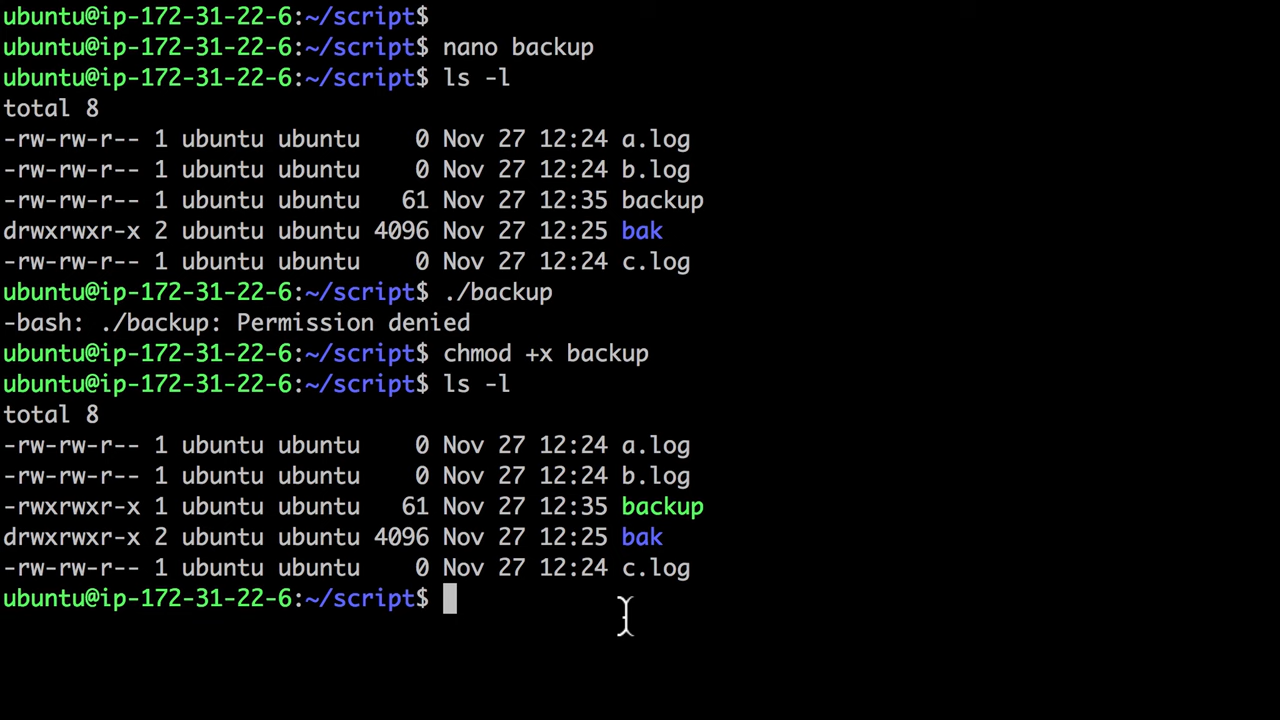 ubuntu@ip-172-31-22-6:~/script$
ubuntu@ip-172-31-22-6:~/script$ nano backup
ubuntu@ip-172-31-22-6:~/script$ ls -l
total 8
-rw-rw-r-- 1 ubuntu ubuntu    0 Nov 27 12:24 a.log
-rw-rw-r-- 1 ubuntu ubuntu    0 Nov 27 12:24 b.log
-rw-rw-r-- 1 ubuntu ubuntu   61 Nov 27 12:35 backup
drwxrwxr-x 2 ubuntu ubuntu 4096 Nov 27 12:25 bak
-rw-rw-r-- 1 ubuntu ubuntu    0 Nov 27 12:24 c.log
ubuntu@ip-172-31-22-6:~/script$ ./backup
-bash: ./backup: Permission denied
ubuntu@ip-172-31-22-6:~/script$ chmod +x backup
ubuntu@ip-172-31-22-6:~/script$ ls -l
total 8
-rw-rw-r-- 1 ubuntu ubuntu    0 Nov 27 12:24 a.log
-rw-rw-r-- 1 ubuntu ubuntu    0 Nov 27 12:24 b.log
-rwxrwxr-x 1 ubuntu ubuntu   61 Nov 27 12:35 backup
drwxrwxr-x 2 ubuntu ubuntu 4096 Nov 27 12:25 bak
-rw-rw-r-- 1 ubuntu ubuntu    0 Nov 27 12:24 c.log
ubuntu@ip-172-31-22-6:~/script$